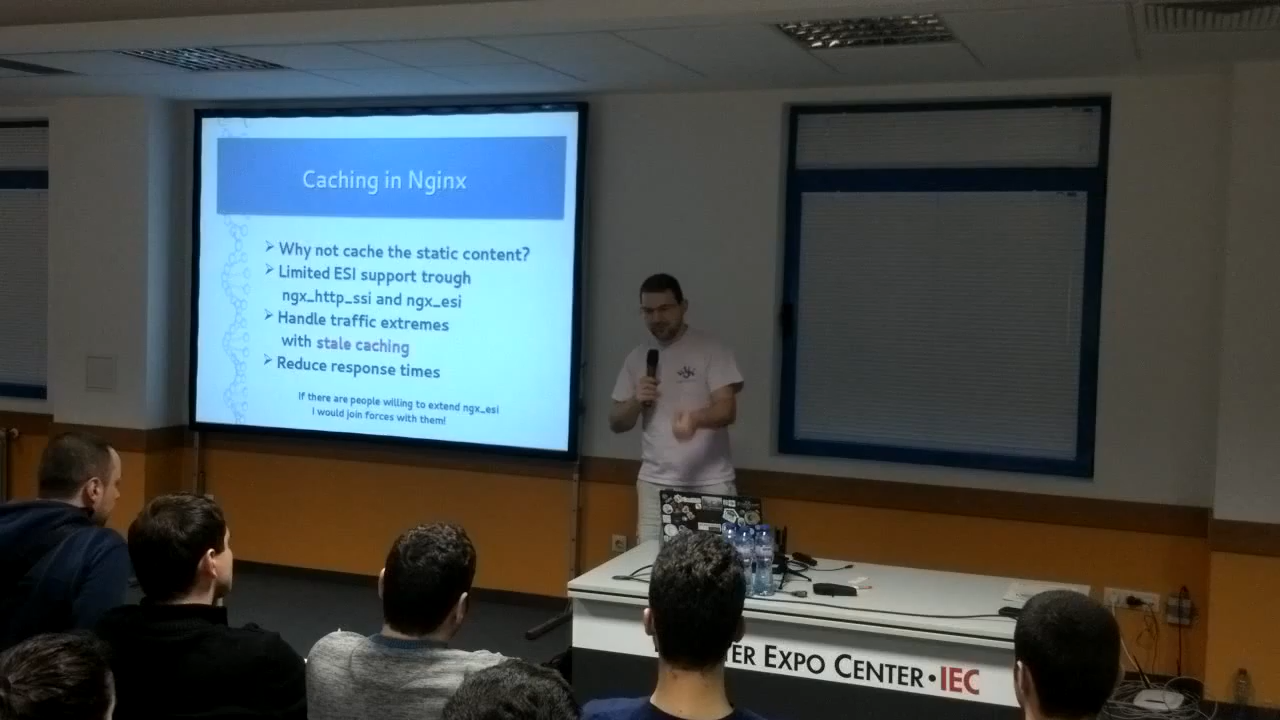 Caching in Nginx
Why not cache the static content?
Limited ESI support trough
ngx_http_ssi and ngx_esi
Handle traffic extremes
with stale caching
Reduce response times
If there are people willing to extend ngx_esi
I would join forces with them!
TER EXPO CENTER • IEC